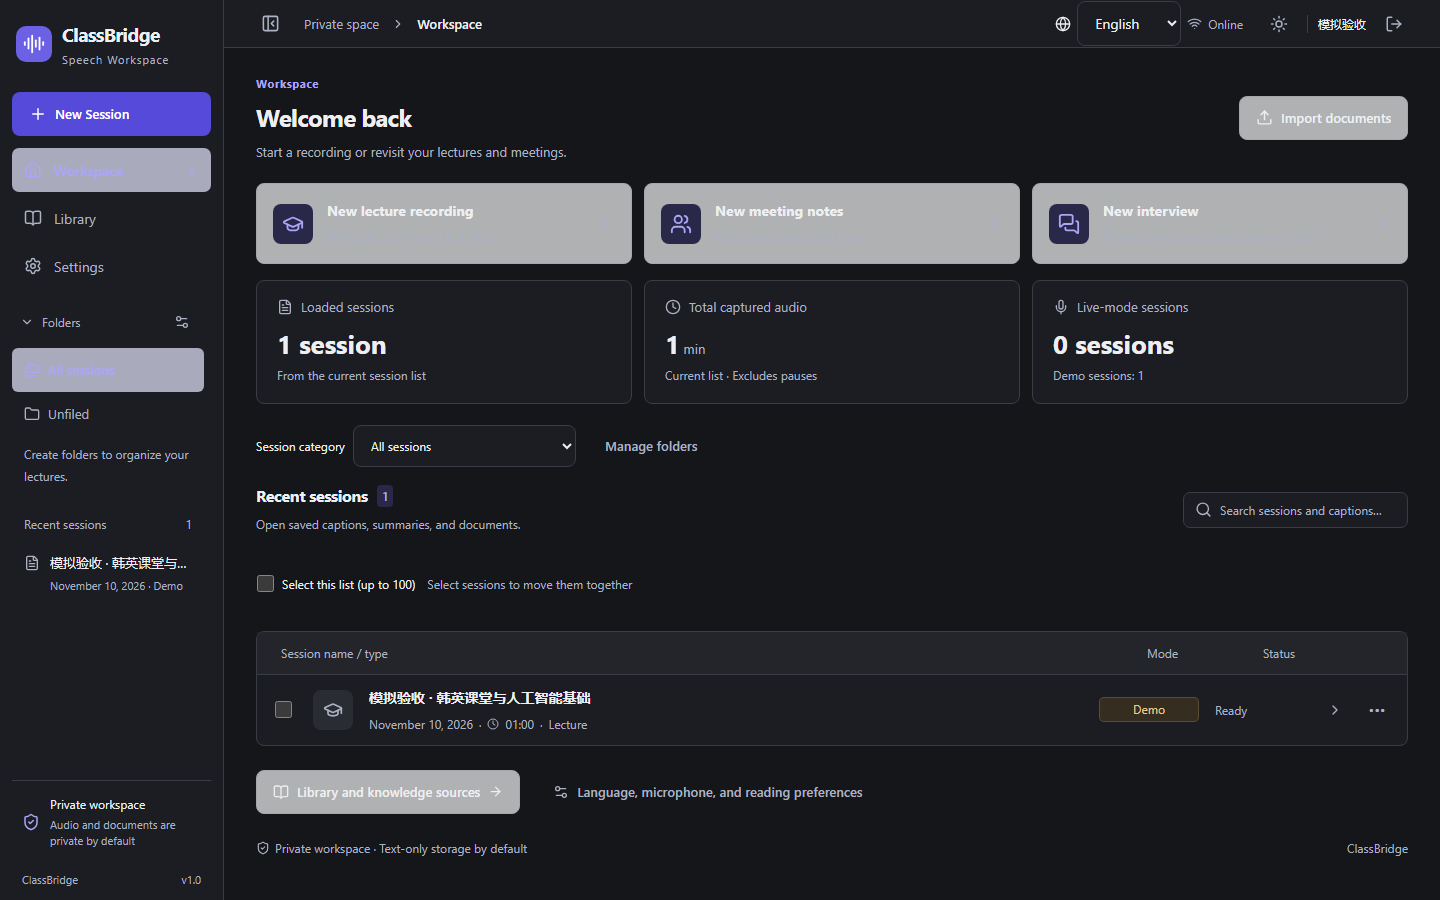 ClassBridge
Speech Workspace
New Session
Workspace
Library
Settings
Folders
All sessions
Unfiled
Create folders to organize your
lectures.
Recent sessions 1
模拟验收 · 韩英课堂与...
November 10, 2026 · Demo
Private workspace
Audio and documents are
private by default
ClassBridge v1.0
Private space > Workspace
English
Online
模拟验收
Workspace
Welcome back
Start a recording or revisit your lectures and meetings.
Import documents
New lecture recording
New meeting notes
New interview
Loaded sessions
1 session
From the current session list
Total captured audio
1 min
Current list · Excludes pauses
Live-mode sessions
0 sessions
Demo sessions: 1
Session category All sessions Manage folders
Recent sessions 1
Open saved captions, summaries, and documents.
Search sessions and captions...
Select this list (up to 100) Select sessions to move them together
Session name / type Mode Status
模拟验收 · 韩英课堂与人工智能基础
November 10, 2026 · 01:00 · Lecture
Demo Ready
Library and knowledge sources
Language, microphone, and reading preferences
Private workspace · Text-only storage by default
ClassBridge